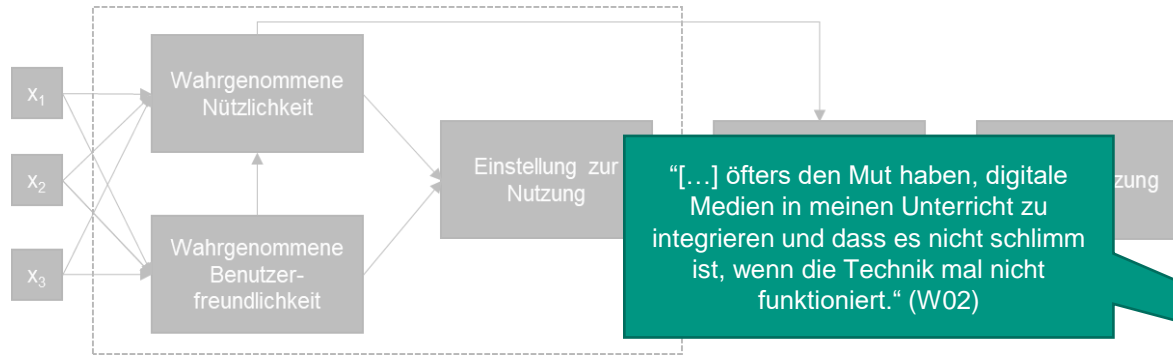 x1
x2
x3
Wahrgenommene
Nützlichkeit
Wahrgenommene
Benutzer-
freundlichkeit
Einstellung zur
Nutzung
“[…] öfters den Mut haben, digitale
Medien in meinen Unterricht zu
integrieren und dass es nicht schlimm
ist, wenn die Technik mal nicht
funktioniert.“ (W02)